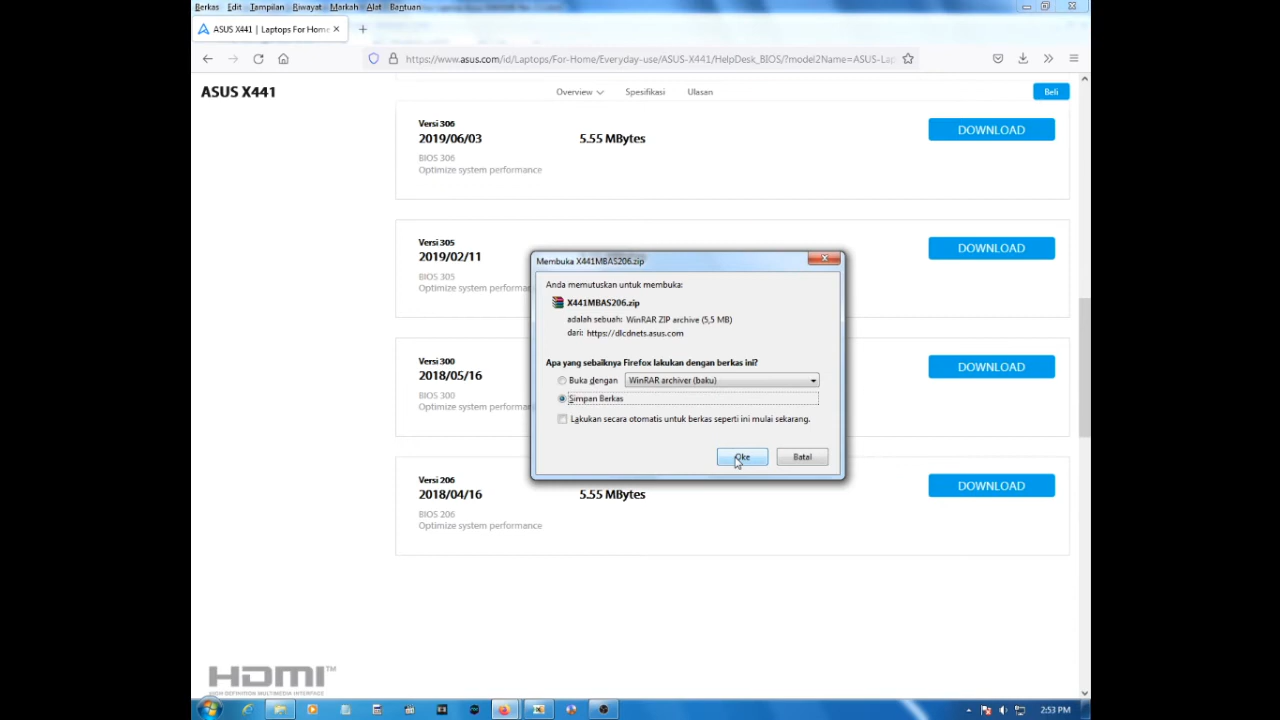 Berkas Edit Tampilan Riwayat Markah Alat Bantuan
ASUS X441 | Laptops For Home
https://www.asus.com/id/Laptops/For-Home/Everyday-use/ASUS-X441/HelpDesk_BIOS/?model2Name=ASUS-Lap
ASUS X441
Overview Spesifikasi Ulasan Beli
Versi 306
2019/06/03 5.55 MBytes DOWNLOAD
BIOS 306
Optimize system performance
Versi 305
2019/02/11 DOWNLOAD
BIOS 305
Optimize system performan
Versi 300
2018/05/16 DOWNLOAD
BIOS 300
Optimize system performan
Versi 206
2018/04/16 5.55 MBytes DOWNLOAD
BIOS 206
Optimize system performance
Membuka X441MBAS206.zip
Anda memutuskan untuk membuka:
X441MBAS206.zip
adalah sebuah: WinRAR ZIP archive (5,5 MB)
dari: https://dlcdnets.asus.com
Apa yang sebaiknya Firefox lakukan dengan berkas ini?
Buka dengan WinRAR archiver (baku)
Simpan Berkas
Lakukan secara otomatis untuk berkas seperti ini mulai sekarang.
Oke Batal
HDMI™
HIGH-DEFINITION MULTIMEDIA INTERFACE
2:53 PM